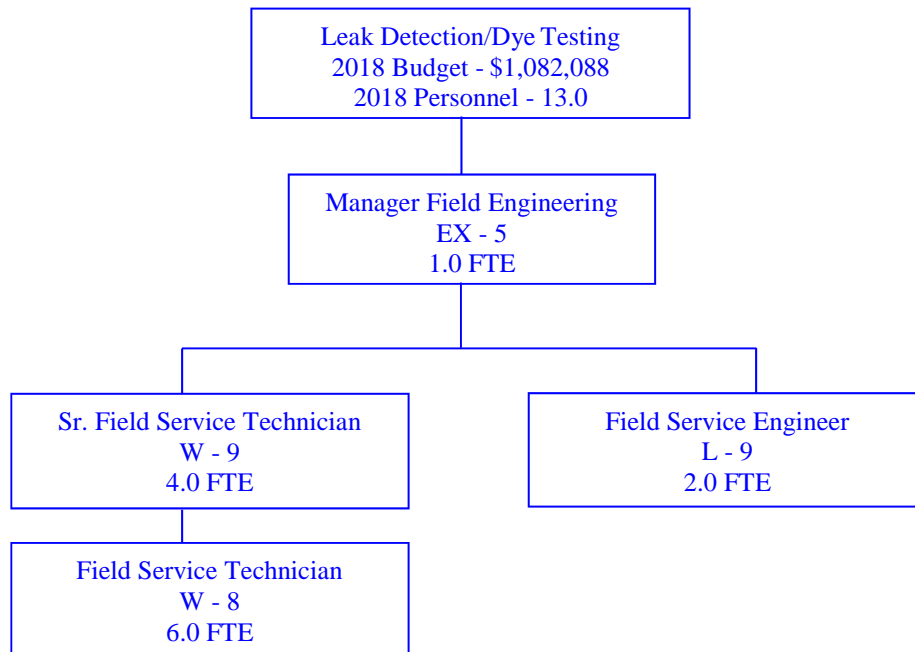 Leak Detection/Dye Testing
2018 Budget - $1,082,088
2018 Personnel - 13.0
Manager Field Engineering
EX - 5
1.0 FTE
Sr. Field Service Technician
W - 9
4.0 FTE
Field Service Engineer
L - 9
2.0 FTE
Field Service Technician
W - 8
6.0 FTE